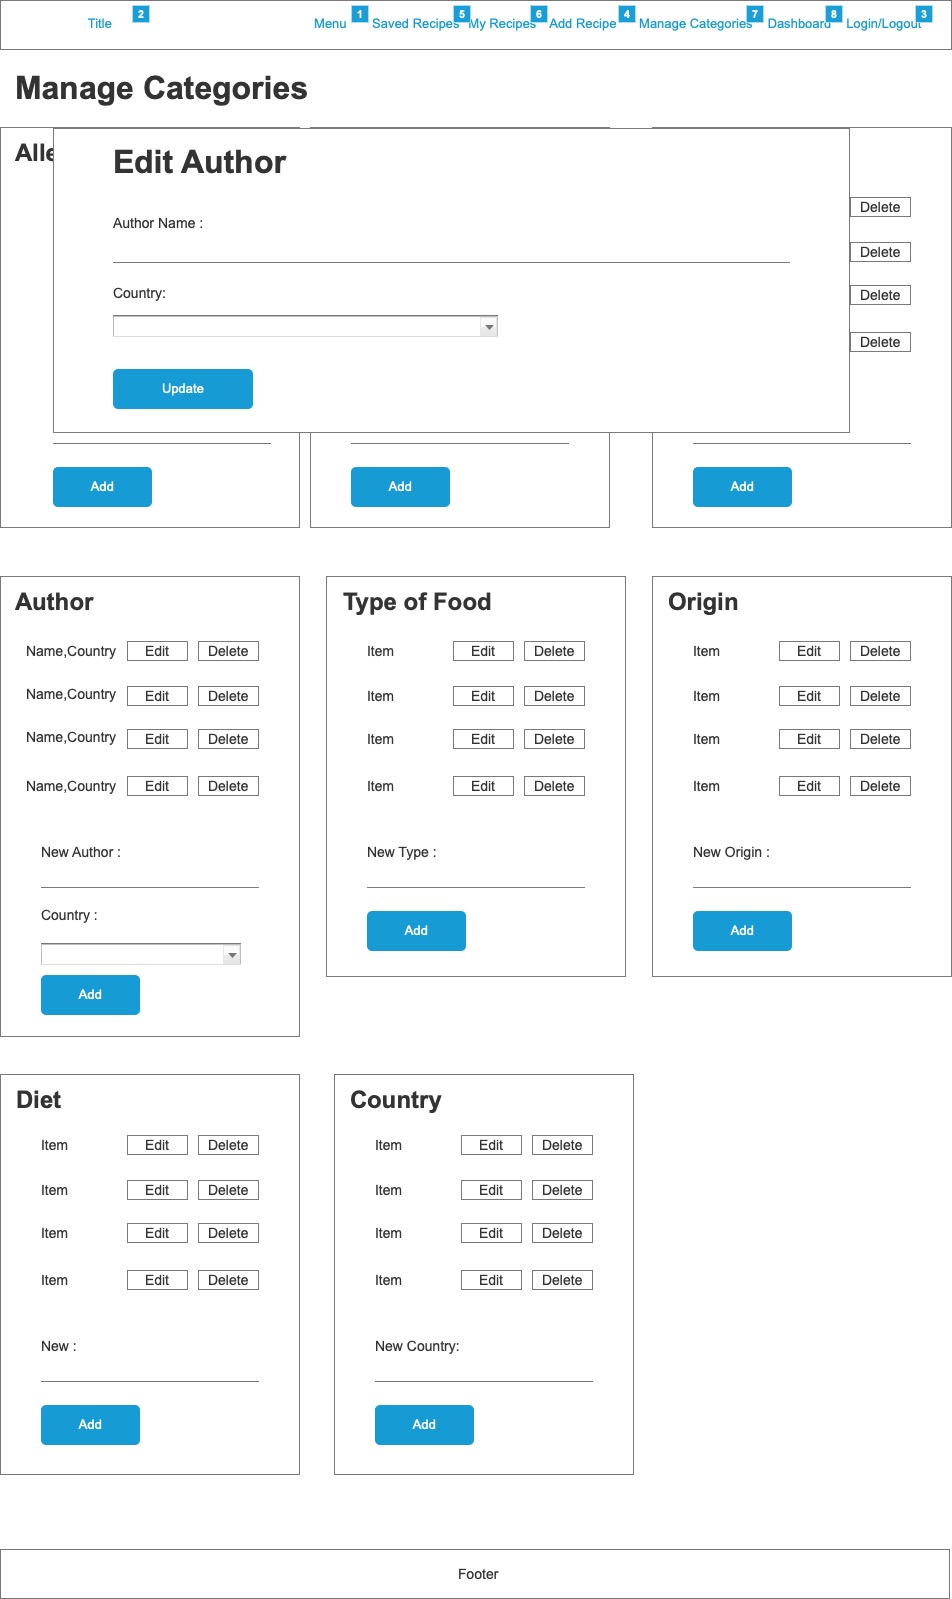 Title 2 Menu 1 Saved Recipes 5 My Recipes 6 Add Recipe 4 Manage Categories 7 Dashboard 8 Login/Logout 3
Manage Categories
Alle
Edit Author
Author Name :
Country:
Update
Delete
Delete
Delete
Delete
Add Add Add
Author
Name,Country Edit Delete
Name,Country Edit Delete
Name,Country Edit Delete
Name,Country Edit Delete
New Author :
Country :
Add
Type of Food
Item Edit Delete
Item Edit Delete
Item Edit Delete
Item Edit Delete
New Type :
Add
Origin
Item Edit Delete
Item Edit Delete
Item Edit Delete
Item Edit Delete
New Origin :
Add
Diet
Item Edit Delete
Item Edit Delete
Item Edit Delete
Item Edit Delete
New :
Add
Country
Item Edit Delete
Item Edit Delete
Item Edit Delete
Item Edit Delete
New Country:
Add
Footer